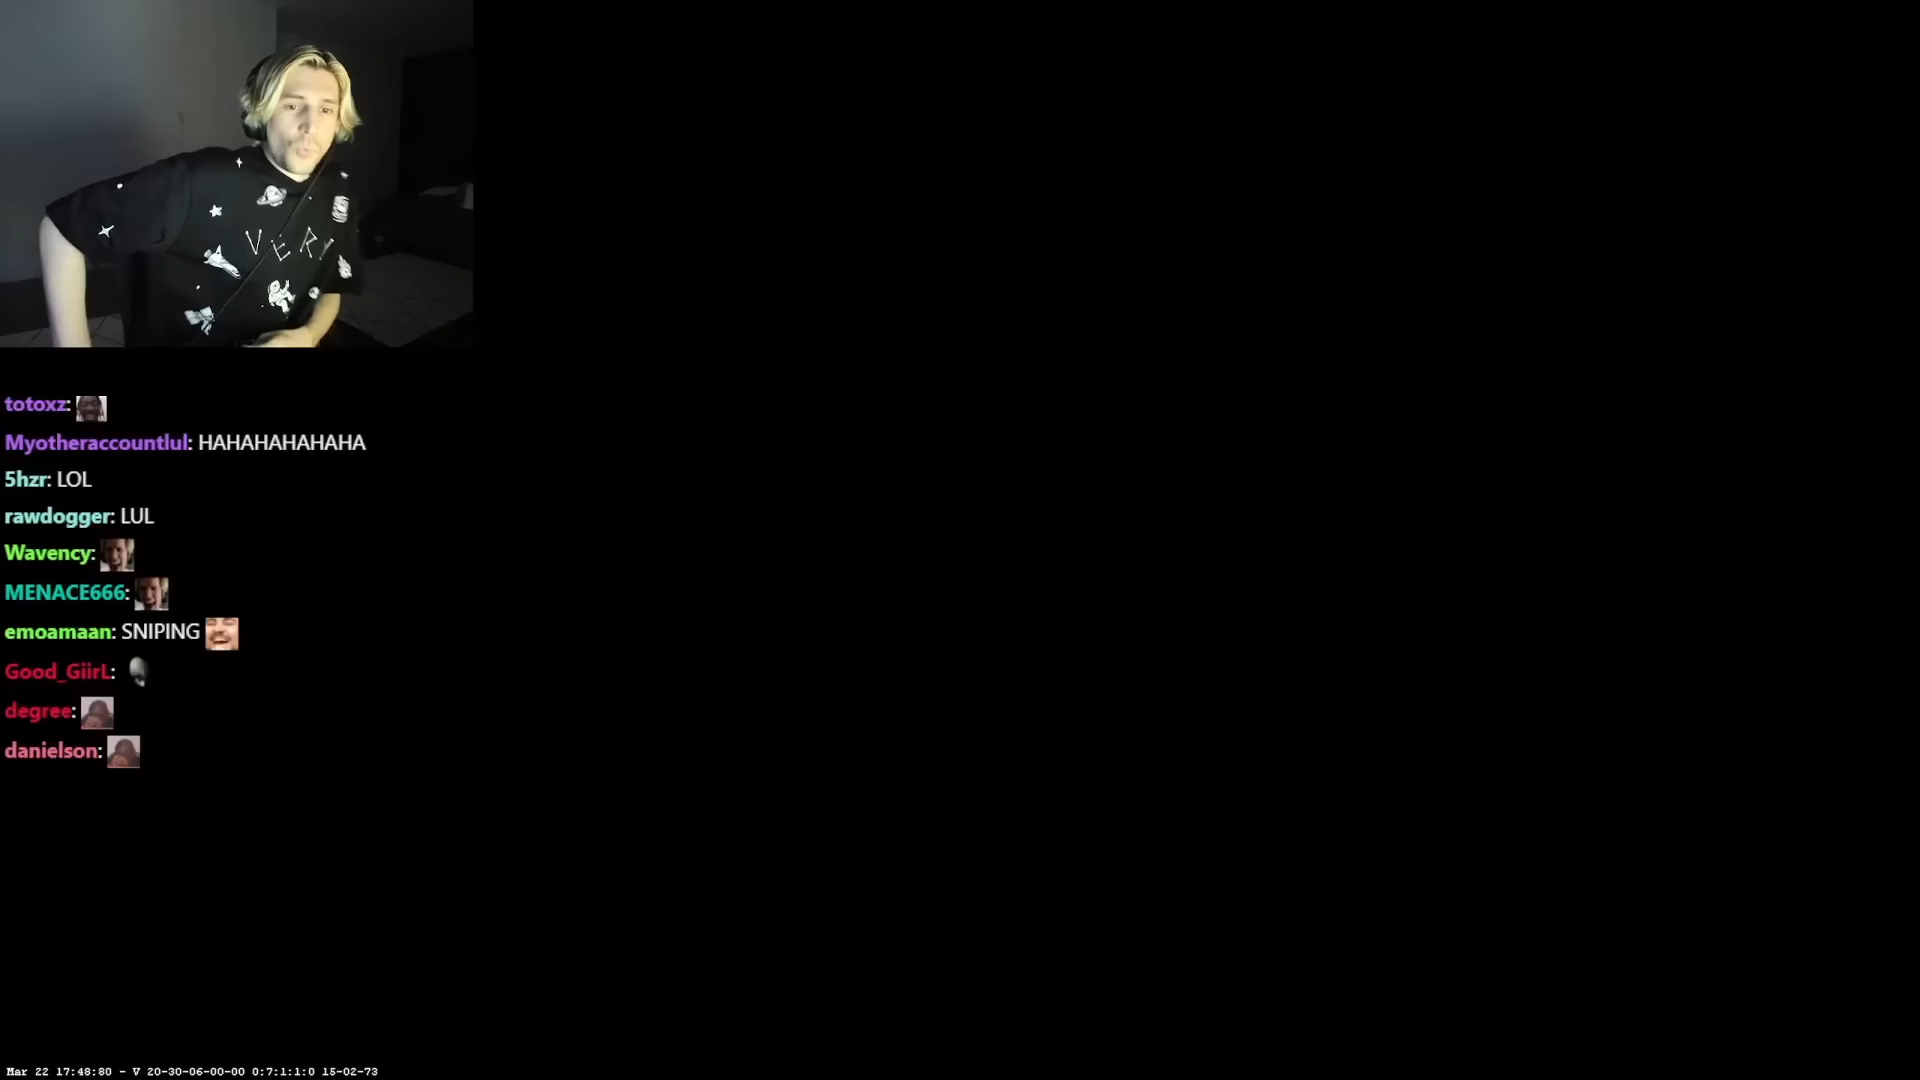 VERY
totoxz:
Myotheraccountlul: HAHAHAHAHAHA
5hzr: LOL
rawdogger: LUL
Wavency:
MENACE666:
emoamaan: SNIPING
Good_GiirL:
degree:
danielson:
Mar 22 17:48:80 - V 20-30-06-00-00 0:7:1:1:0 15-02-73